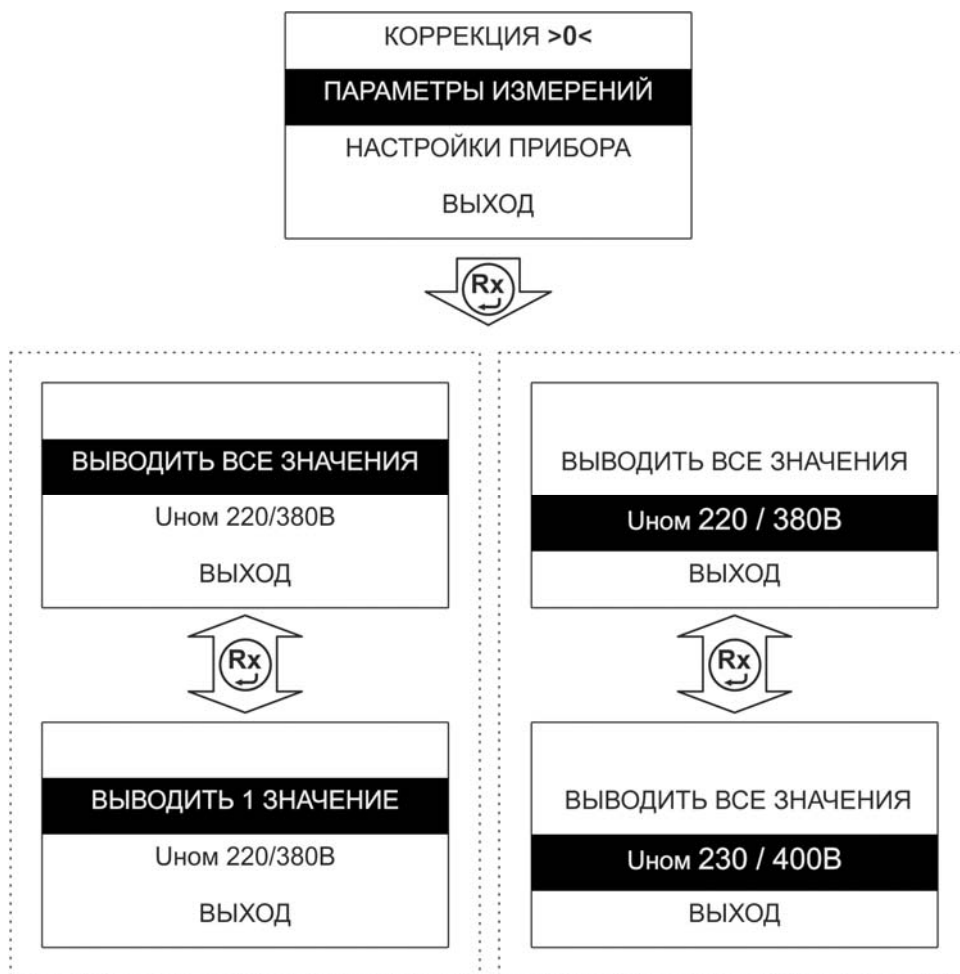 КОРРЕКЦИЯ >0<
ПАРАМЕТРЫ ИЗМЕРЕНИЙ
НАСТРОЙКИ ПРИБОРА
ВЫХОД
Rx
ВЫВОДИТЬ ВСЕ ЗНАЧЕНИЯ
Uном 220/380В
ВЫХОД
Rx
ВЫВОДИТЬ 1 ЗНАЧЕНИЕ
Uном 220/380В
ВЫХОД
ВЫВОДИТЬ ВСЕ ЗНАЧЕНИЯ
Uном 220 / 380В
ВЫХОД
Rx
ВЫВОДИТЬ ВСЕ ЗНАЧЕНИЯ
Uном 230 / 400В
ВЫХОД